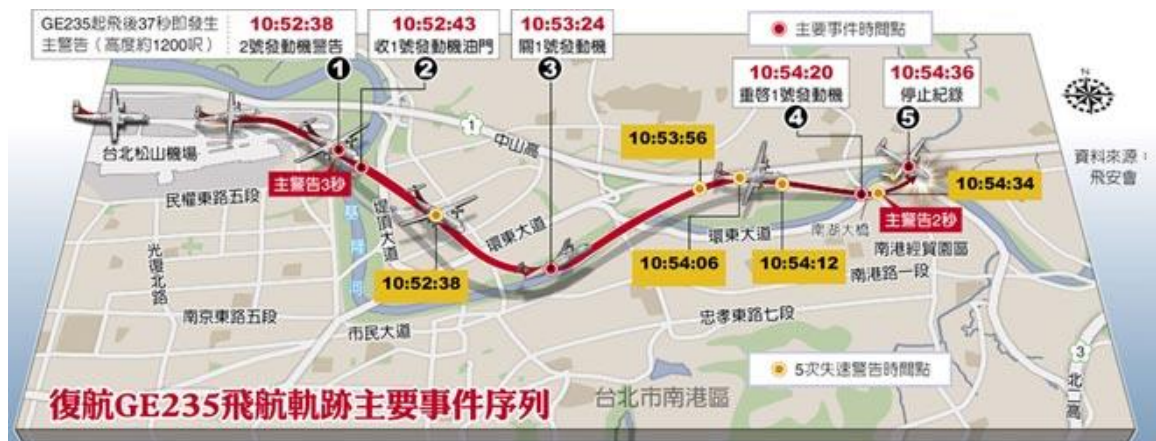 GE235起飛後37秒即發生
主警告（高度約1200呎）
10:52:38
2號發動機警告
1
10:52:43
收1號發動機油門
2
10:53:24
關1號發動機
3
主要事件時間點
10:54:20
重啓1號發動機
4
10:54:36
停止紀錄
5
N
資料來源：
飛安會
台北松山機場
1
中山高
10:53:56
10:54:34
主警告3秒
主警告2秒
民權東路五段
基隆河
堤頂大道
環東大道
環東大道
南湖大橋
南港經貿園區
南港路一段
光復北路
10:52:38
10:54:06
10:54:12
南京東路五段
市民大道
忠孝東路七段
5次失速警告時間點
3
北二高
台北市南港區
復航GE235飛航軌跡主要事件序列